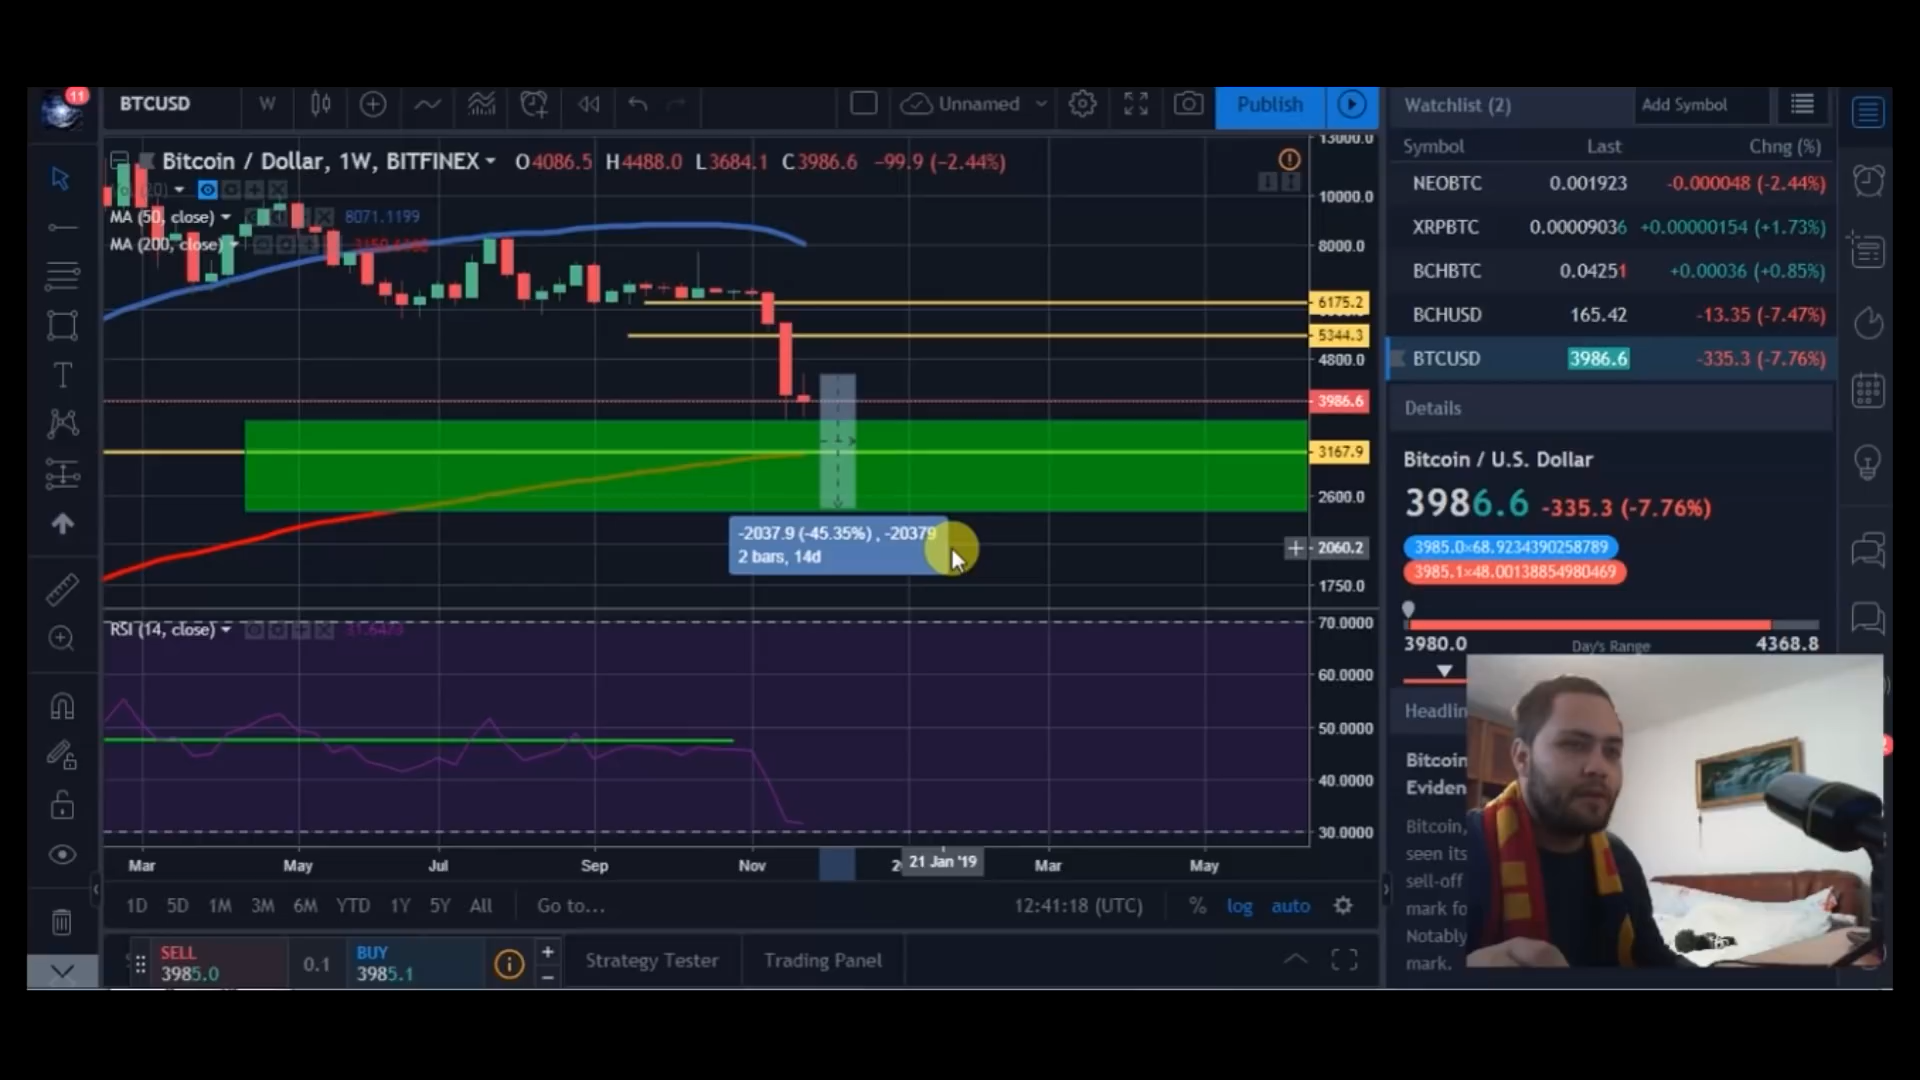 11
BTCUSD W Unnamed Publish
Bitcoin / Dollar, 1W, BITFINEX O4086.5 H4488.0 L3684.1 C3986.6 −99.9 (−2.44%)
MA (50, close) 8071.1199
MA (200, close)
13000.0
10000.0
8000.0
6175.2
5344.3
4800.0
3986.6
3167.9
2600.0
2060.2
1750.0
-2037.9 (-45.35%) , -20379
2 bars, 14d
RSI (14, close)
70.0000
60.0000
50.0000
40.0000
30.0000
Mar May Jul Sep Nov 21 Jan '19 Mar May
1D 5D 1M 3M 6M YTD 1Y 5Y All Go to... 12:41:18 (UTC) % log auto
SELL
3985.0
0.1
BUY
3985.1
Strategy Tester Trading Panel
Watchlist (2) Add Symbol
Symbol Last Chng (%)
NEOBTC 0.001923 -0.000048 (-2.44%)
XRPBTC 0.00009036 +0.00000154 (+1.73%)
BCHBTC 0.04251 +0.00036 (+0.85%)
BCHUSD 165.42 -13.35 (-7.47%)
BTCUSD 3986.6 -335.3 (-7.76%)
Details
Bitcoin / U.S. Dollar
3986.6 -335.3 (-7.76%)
3985.0×68.9234390258789
3985.1×48.00138854980469
3980.0 Day's Range 4368.8
Headlin
Bitcoin
Eviden
Bitcoin,
seen its
sell-off
mark fo
Notably
mark.